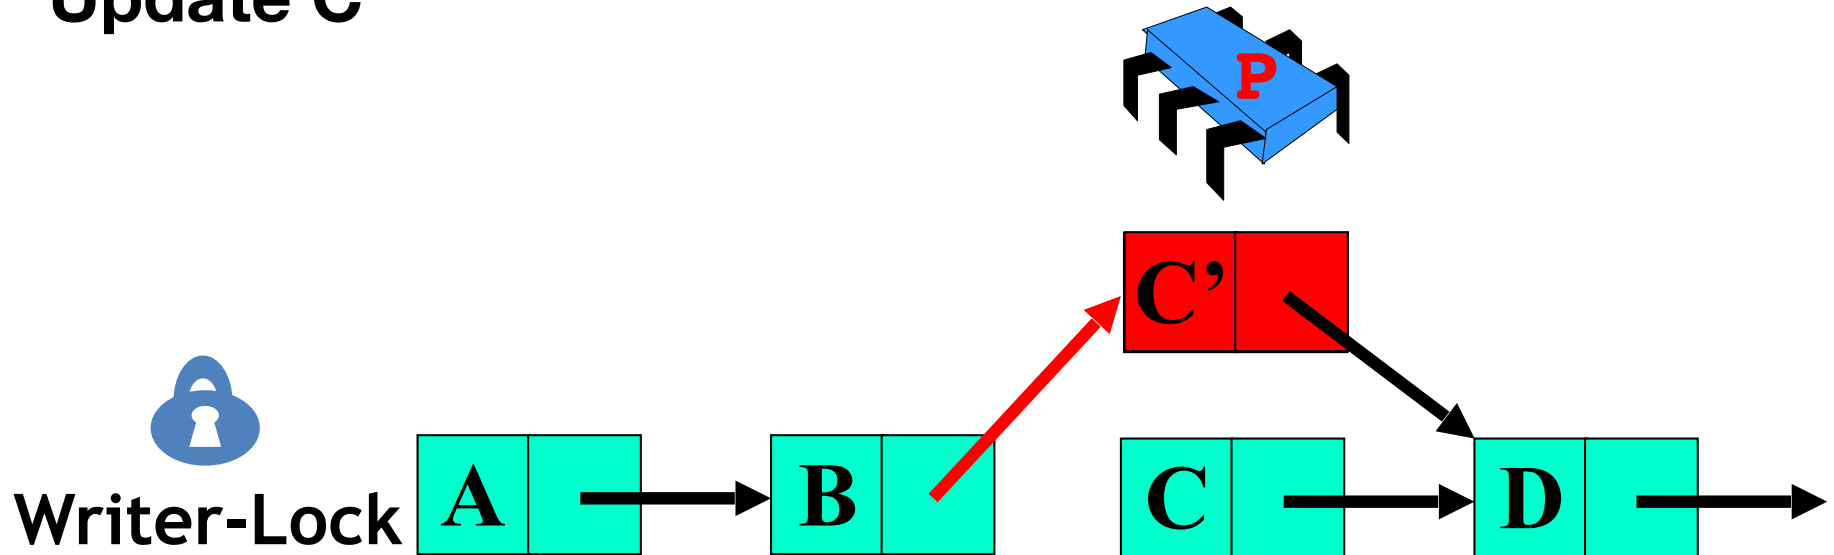 Update C
P
C’
Writer-Lock
A
B
C
D